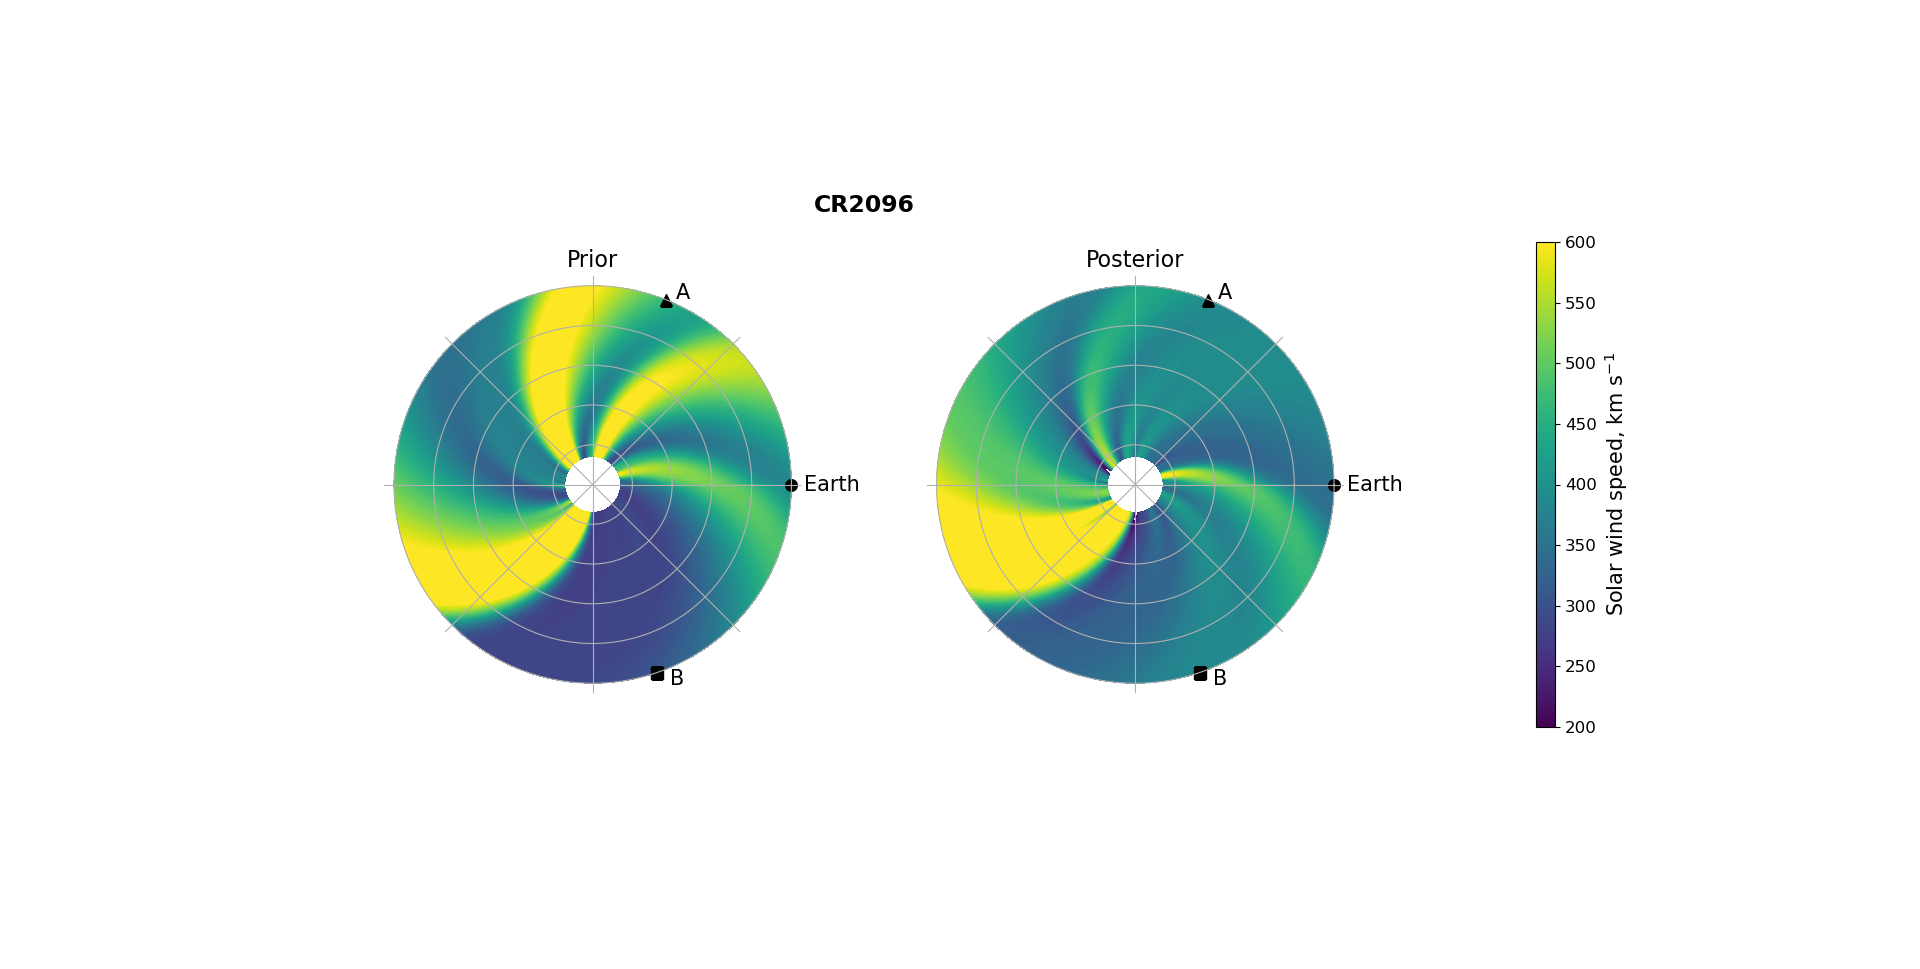 CR2096
Prior
Posterior
A
A
Earth
Earth
B
B
600
550
500
450
400
350
300
250
200
Solar wind speed, km s⁻¹